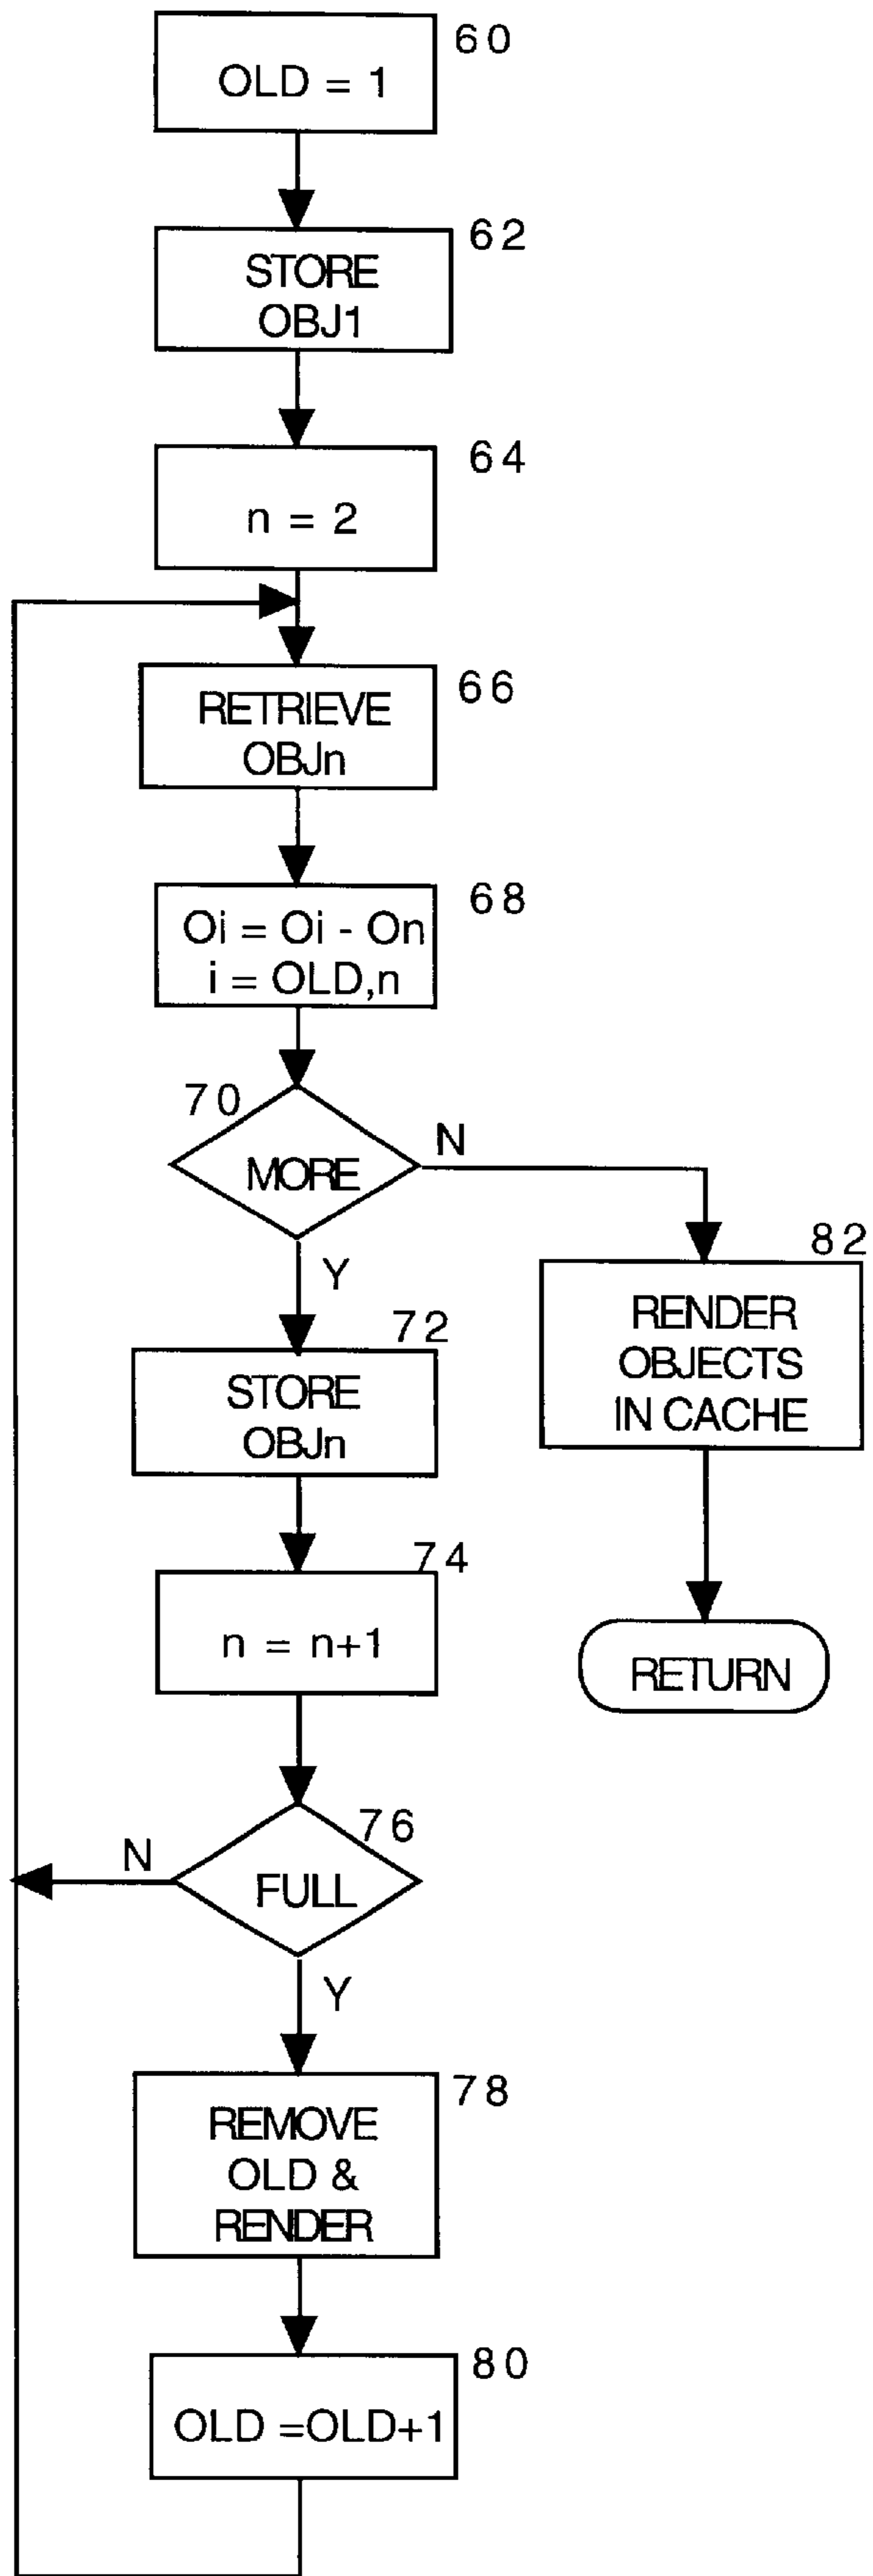 60
OLD = 1
62
STORE
OBJ1
64
n = 2
66
RETRIEVE
OBJn
68
Oi = Oi - On
i = OLD,n
70
MORE
N
Y
82
RENDER
OBJECTS
IN CACHE
72
STORE
OBJn
74
n = n+1
RETURN
76
N
FULL
Y
78
REMOVE
OLD &
RENDER
80
OLD =OLD+1